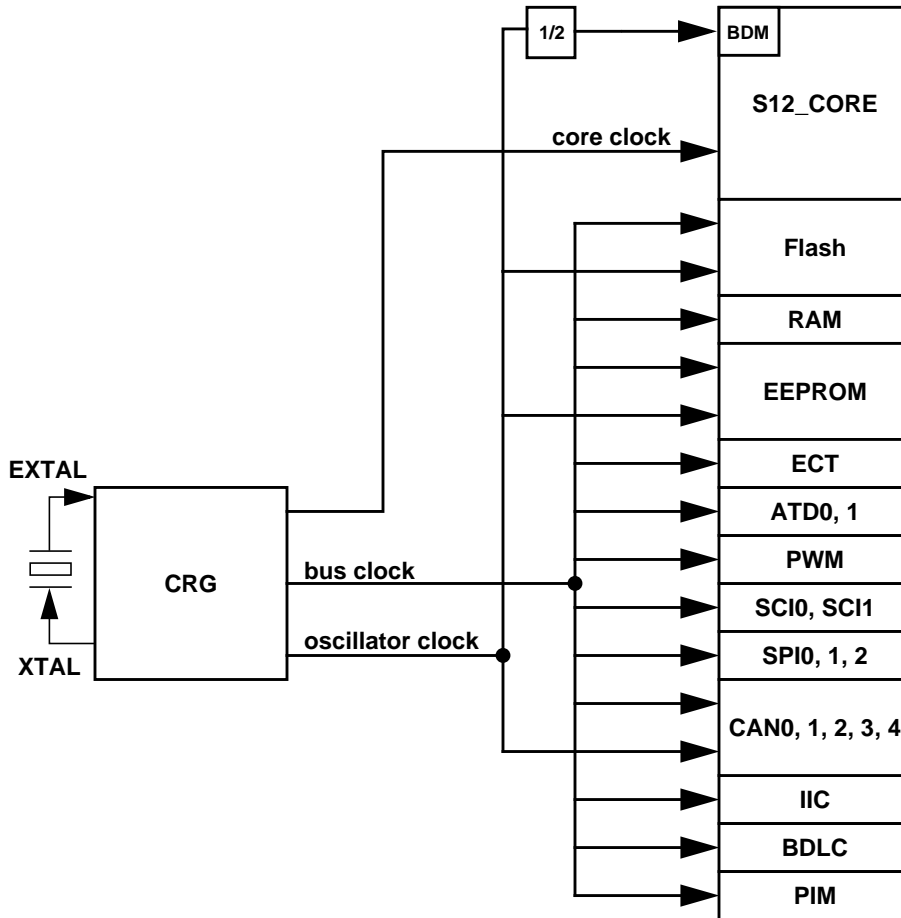 1/2
BDM
S12_CORE
core clock
Flash
RAM
EEPROM
ECT
EXTAL
ATD0, 1
PWM
CRG
bus clock
SCI0, SCI1
oscillator clock
SPI0, 1, 2
XTAL
CAN0, 1, 2, 3, 4
IIC
BDLC
PIM